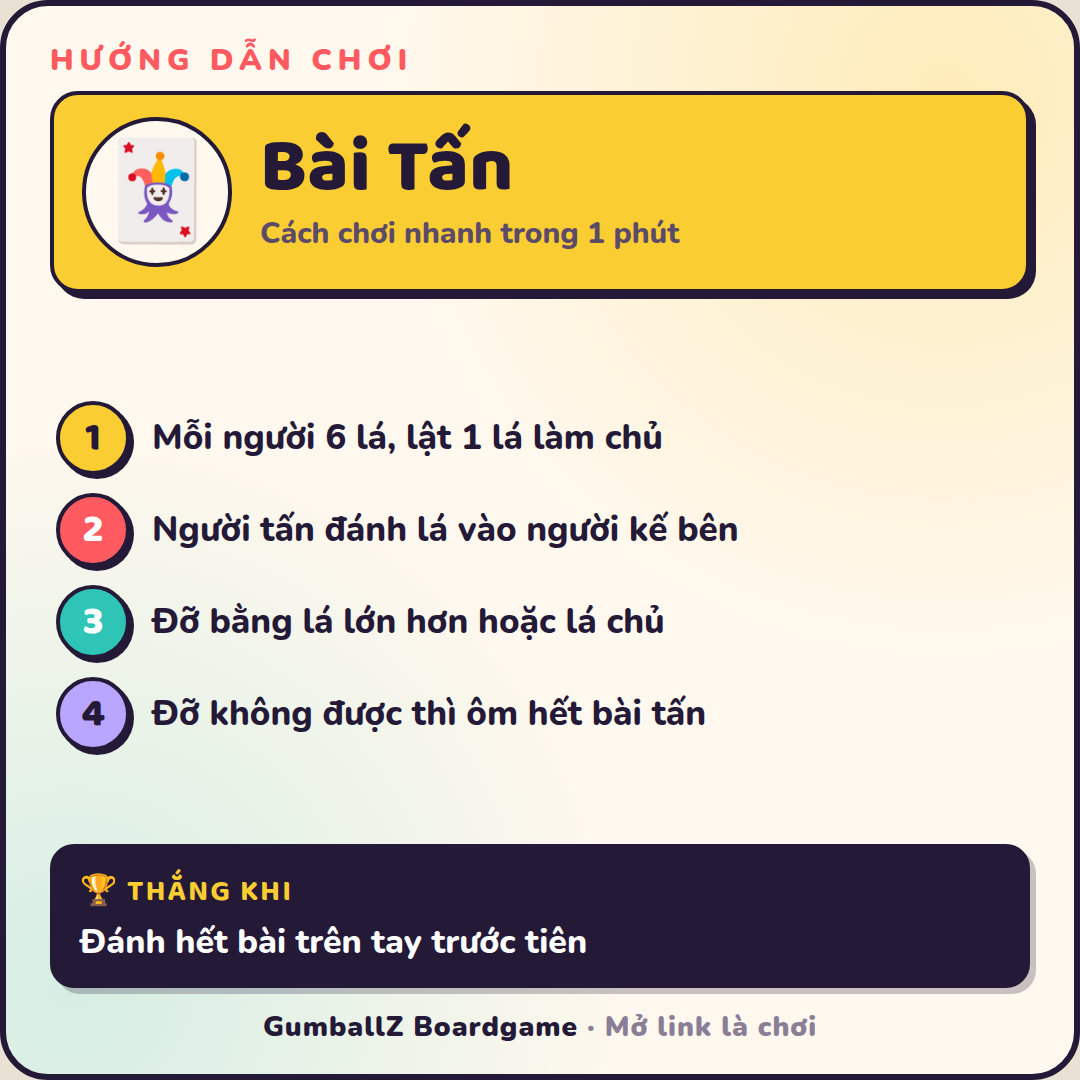 HƯỚNG DẪN CHƠI
Bài Tấn
Cách chơi nhanh trong 1 phút
1 Mỗi người 6 lá, lật 1 lá làm chủ
2 Người tấn đánh lá vào người kế bên
3 Đỡ bằng lá lớn hơn hoặc lá chủ
4 Đỡ không được thì ôm hết bài tấn
THẮNG KHI
Đánh hết bài trên tay trước tiên
GumballZ Boardgame · Mở link là chơi